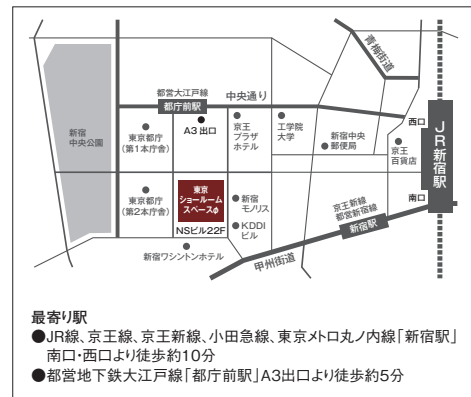 青梅街道
都営大江戸線
中央通り
都庁前駅
西口
JR新宿駅
新宿
中央公園
東京都庁
(第1本庁舎)
A3出口
京王
プラザ
ホテル
工学院
大学
新宿中央
郵便局
京王
百貨店
東京都庁
(第2本庁舎)
東京
ショールーム
スペースφ
NSビル22F
新宿
モノリス
KDDI
ビル
京王新線
都営新宿線
新宿駅
南口
新宿ワシントンホテル
甲州街道
最寄り駅
●JR線、京王線、京王新線、小田急線、東京メトロ丸ノ内線「新宿駅」
南口・西口より徒歩約10分
●都営地下鉄大江戸線「都庁前駅」A3出口より徒歩約5分